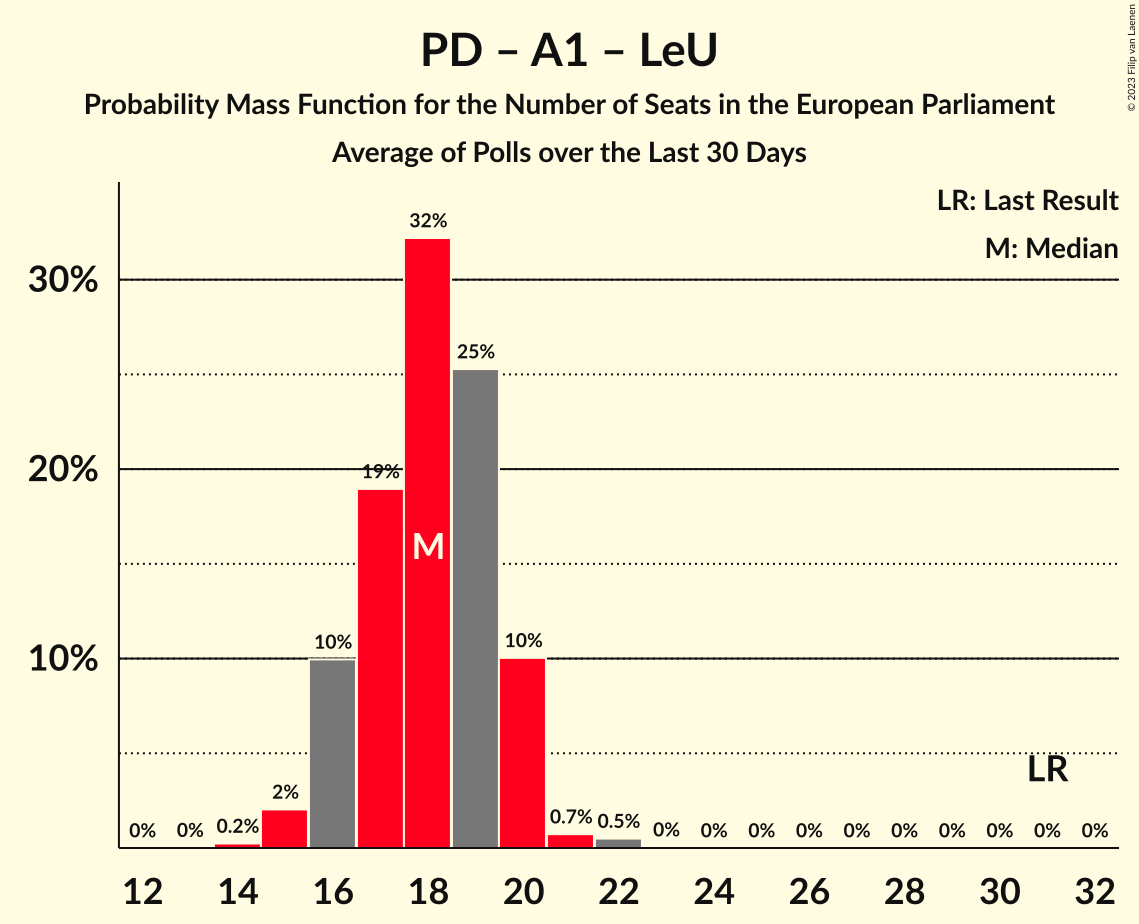 PD – A1 – LeU
Probability Mass Function for the Number of Seats in the European Parliament
Average of Polls over the Last 30 Days
© 2023 Filip van Laenen
LR: Last Result
M: Median
30%
20%
10%
0% 0% 0.2% 2% 10% 19% 32% 25% 10% 0.7% 0.5% 0% 0% 0% 0% 0% 0% 0% 0% 0% 0%
M
LR
12 14 16 18 20 22 24 26 28 30 32